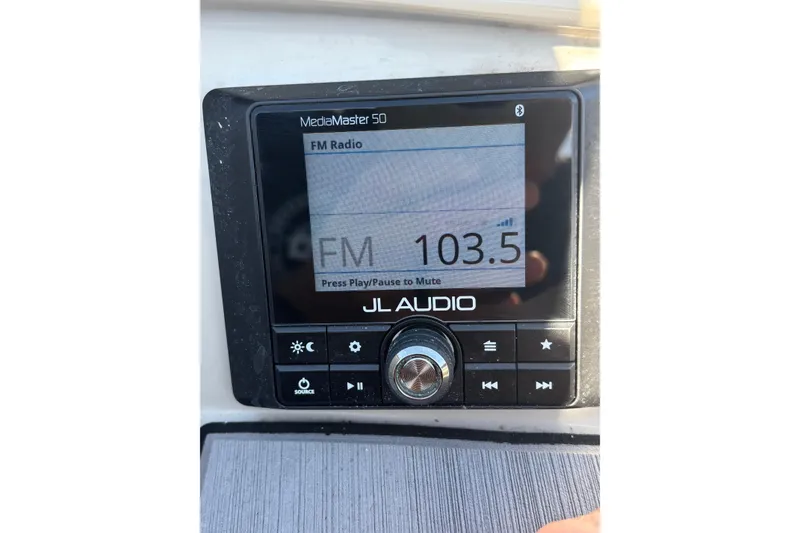 MediaMaster 50
FM Radio
FM 103.5
Press Play/Pause to Mute
JL AUDIO
SOURCE